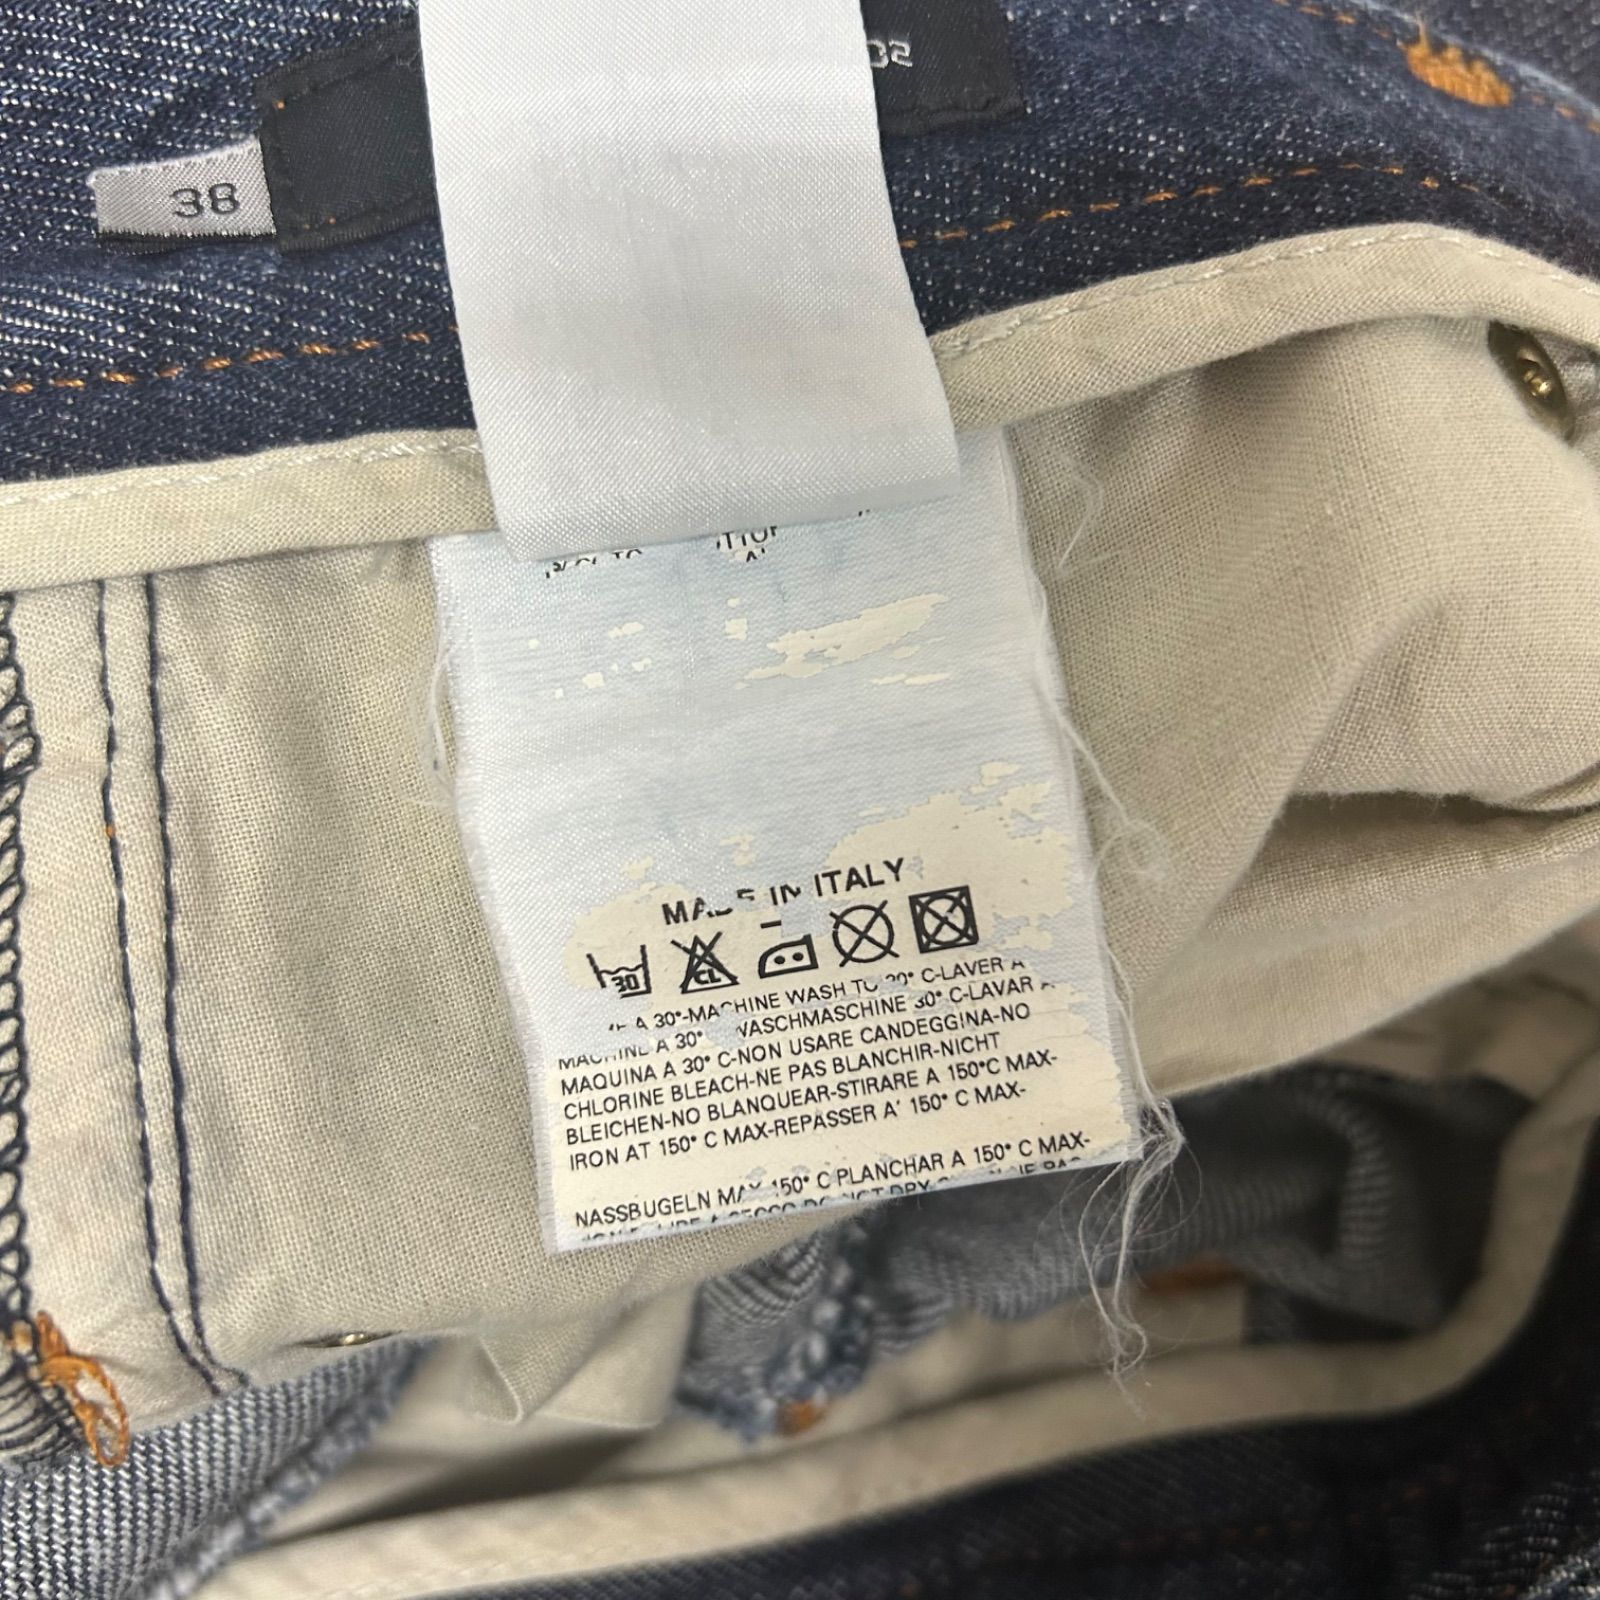 38
MADE IN ITALY
30
CL
A 30°-MACHINE WASH TO 30° C-LAVER A
MACHINE A 30° WASCHMASCHINE 30° C-LAVAR A
MAQUINA A 30° C-NON USARE CANDEGGINA-NO
CHLORINE BLEACH-NE PAS BLANCHIR-NICHT
BLEICHEN-NO BLANQUEAR-STIRARE A 150°C MAX-
IRON AT 150° C MAX-REPASSER A' 150° C MAX-
NASSBUGELN MAX 150° C PLANCHAR A 150° C MAX-